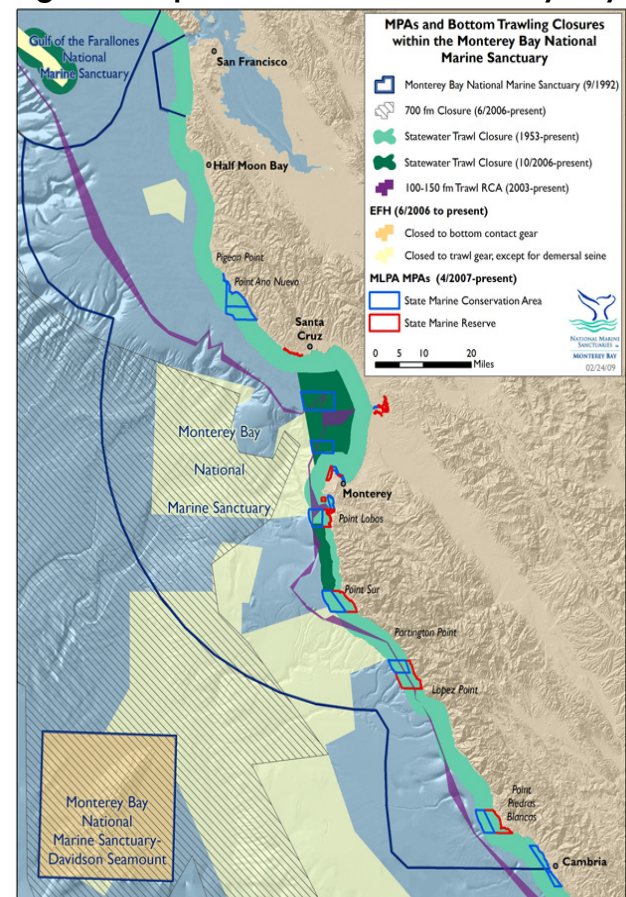 MPAs and Bottom Trawling Closures
within the Monterey Bay National
Marine Sanctuary
Monterey Bay National Marine Sanctuary (9/1992)
700 fm Closure (6/2006-present)
Statewater Trawl Closure (1953-present)
Statewater Trawl Closure (10/2006-present)
100-150 fm Trawl RCA (2003-present)
EFH (6/2006 to present)
Closed to bottom contact gear
Closed to trawl gear, except for demersal seine
MLPA MPAs (4/2007-present)
State Marine Conservation Area
State Marine Reserve
0 5 10 20
Miles
NATIONAL MARINE
SANCTUARIES
MONTEREY BAY
02/24/09
Gulf of the Farallones
National
Marine Sanctuary
San Francisco
Half Moon Bay
Pigeon Point
Point Ano Nuevo
Santa
Cruz
Monterey Bay
National
Marine Sanctuary
Monterey
Point Lobos
Point Sur
Partington Point
Lopez Point
Point
Piedras
Blancas
Cambria
Monterey Bay
National
Marine Sanctuary-
Davidson Seamount